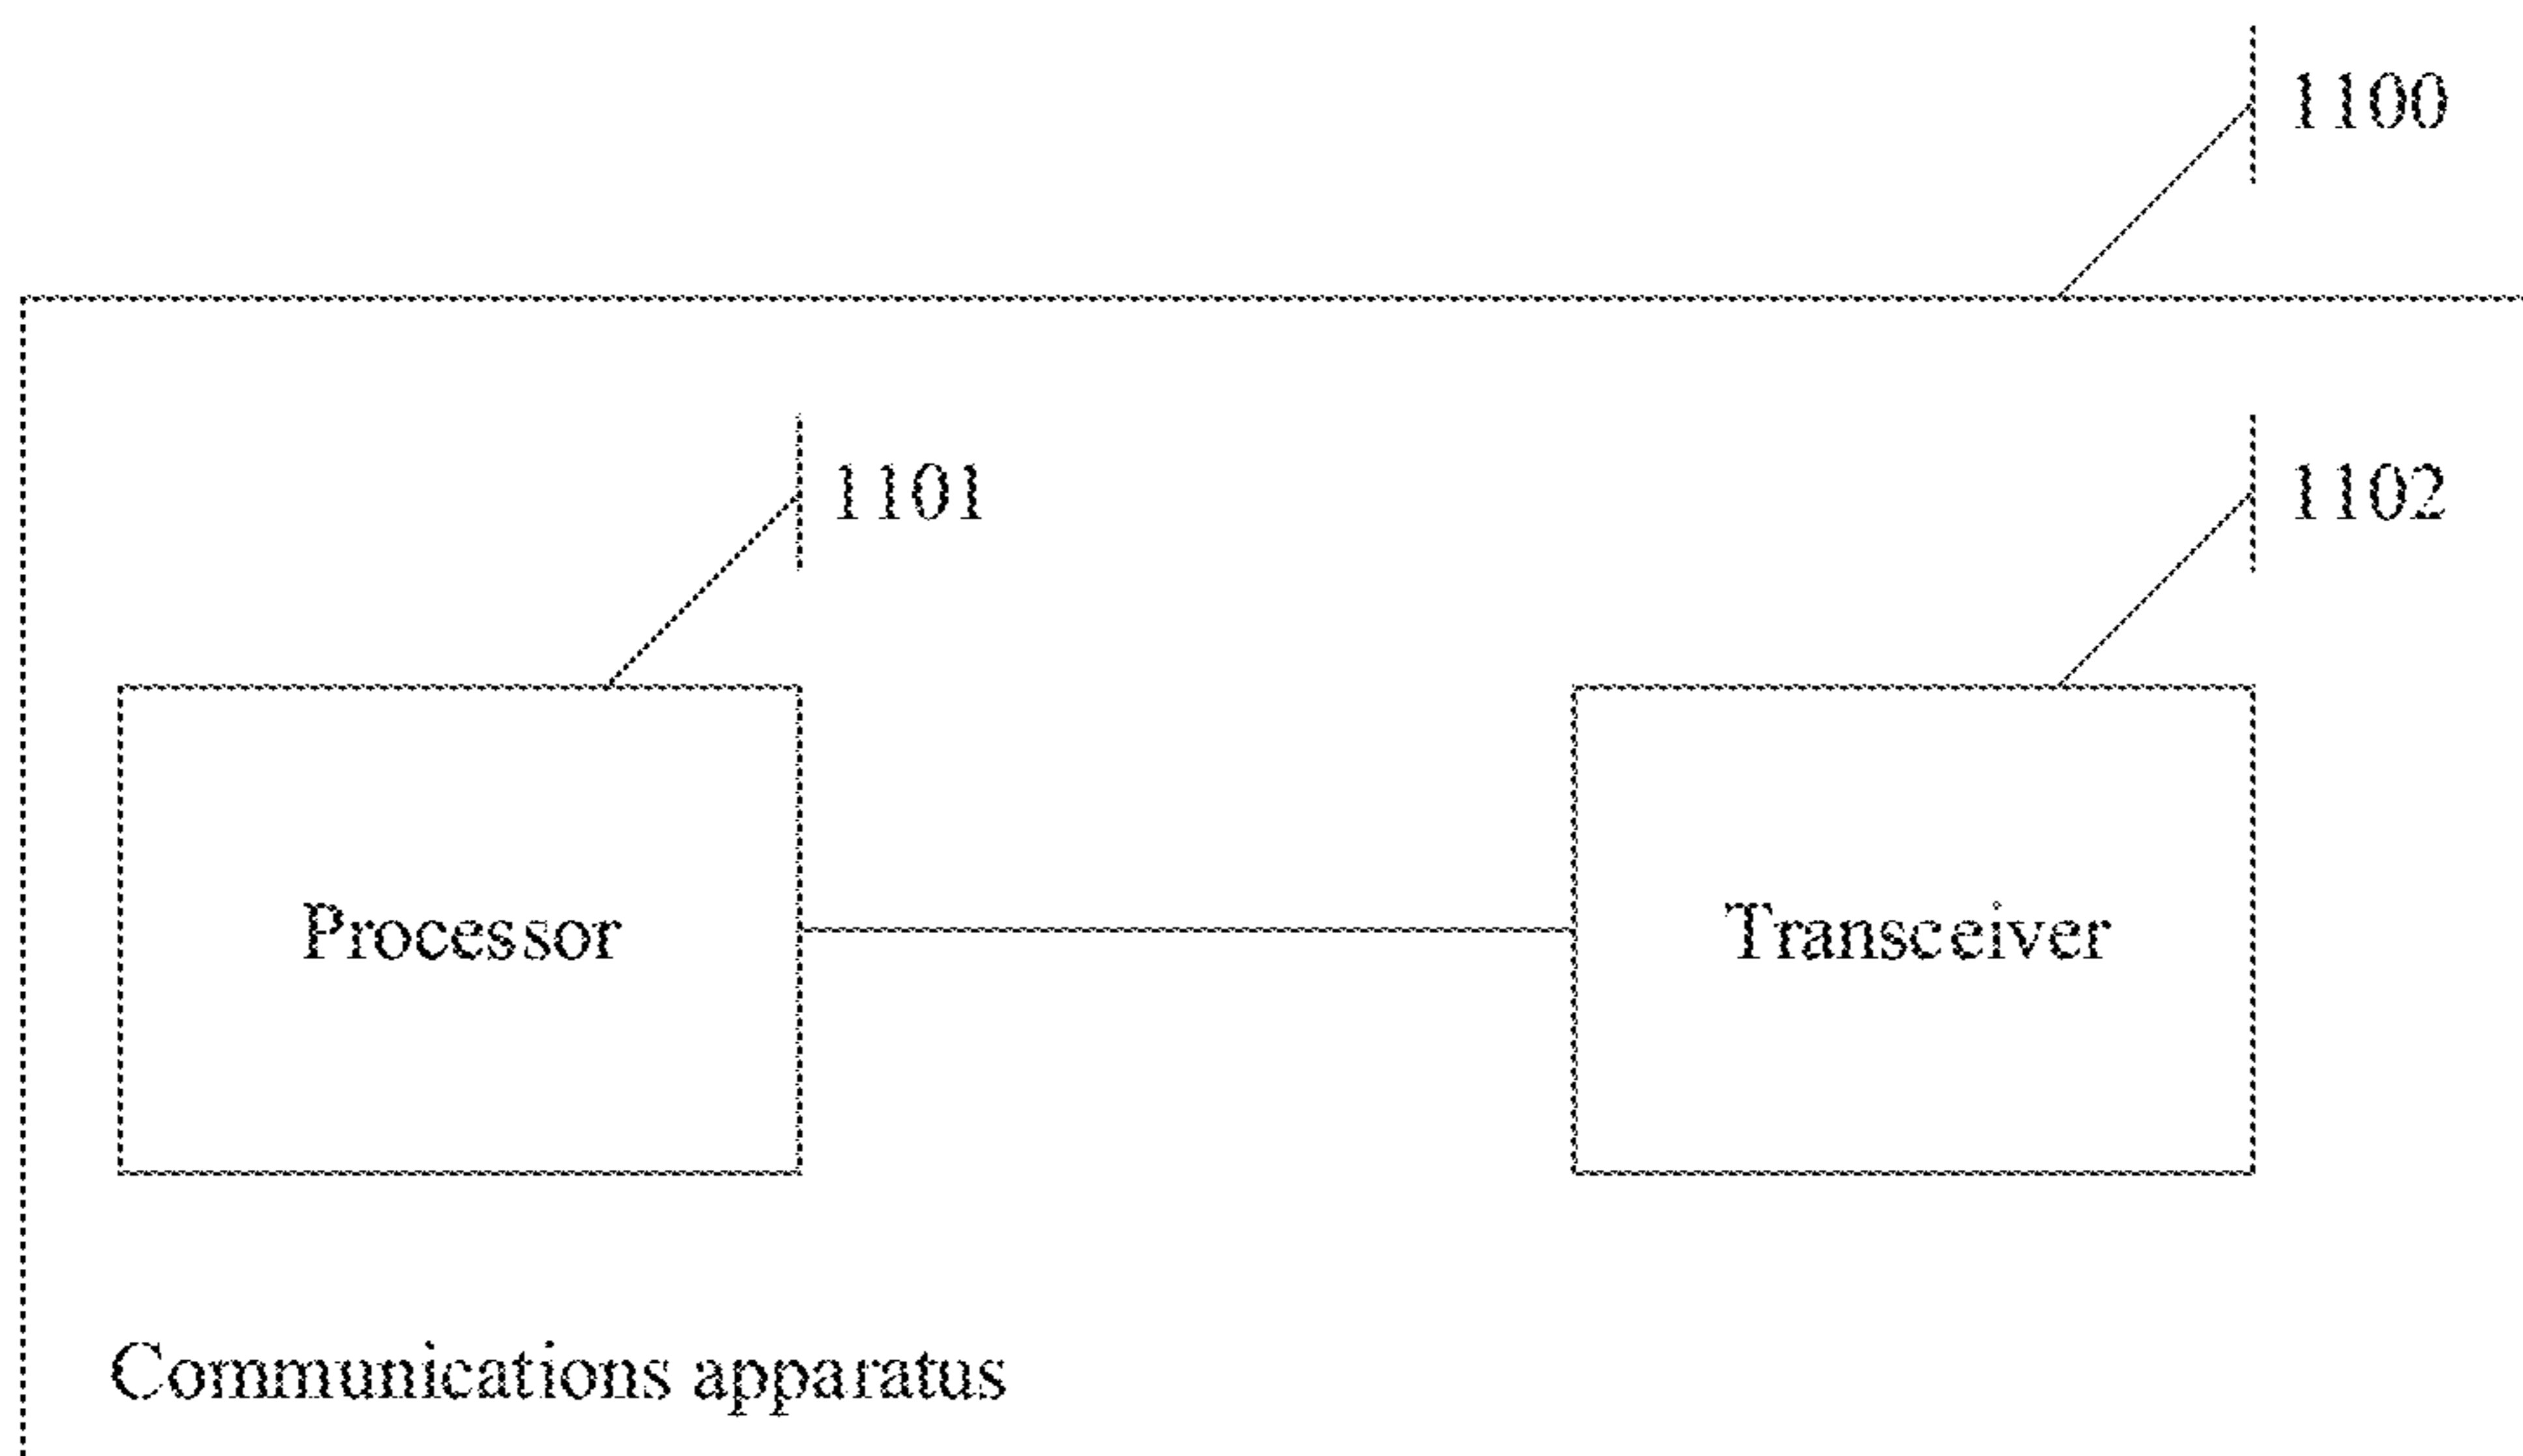 1100
1101
1102
Processor
Transceiver
Communications apparatus